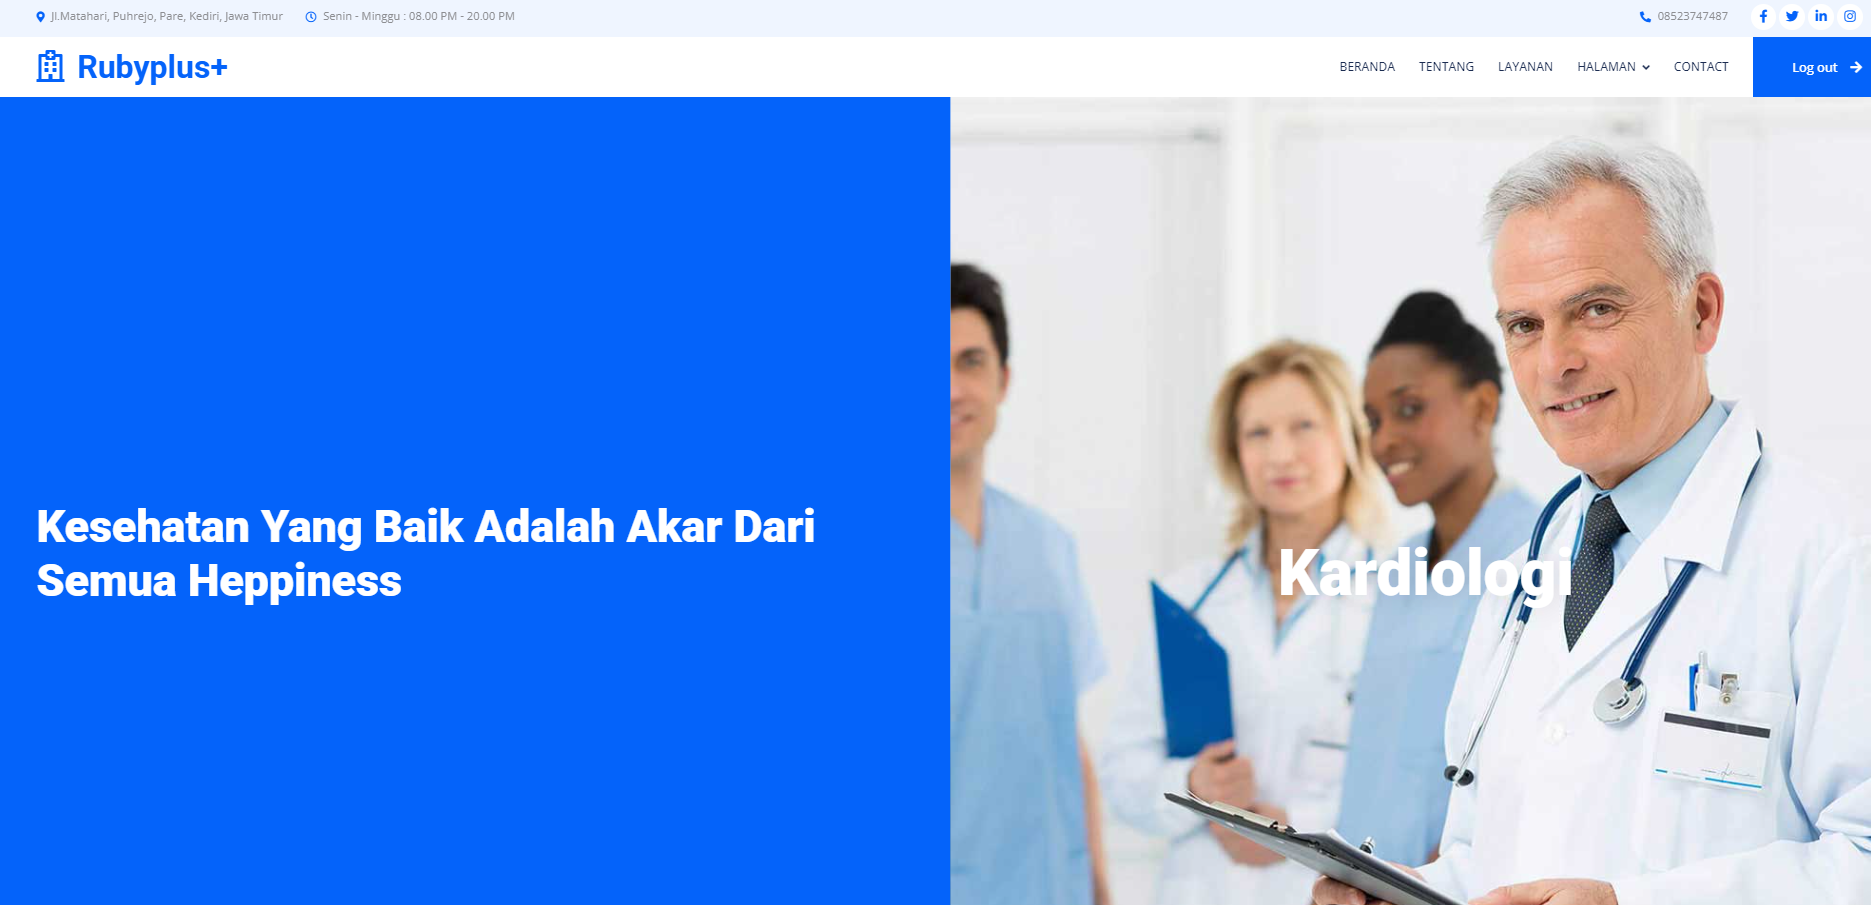 Jl.Matahari, Puhrejo, Pare, Kediri, Jawa Timur
Senin - Minggu : 08.00 PM - 20.00 PM
08523747487
Rubyplus+
BERANDA
TENTANG
LAYANAN
HALAMAN
CONTACT
Log out
Kesehatan Yang Baik Adalah Akar Dari
Semua Heppiness
Kardiologi